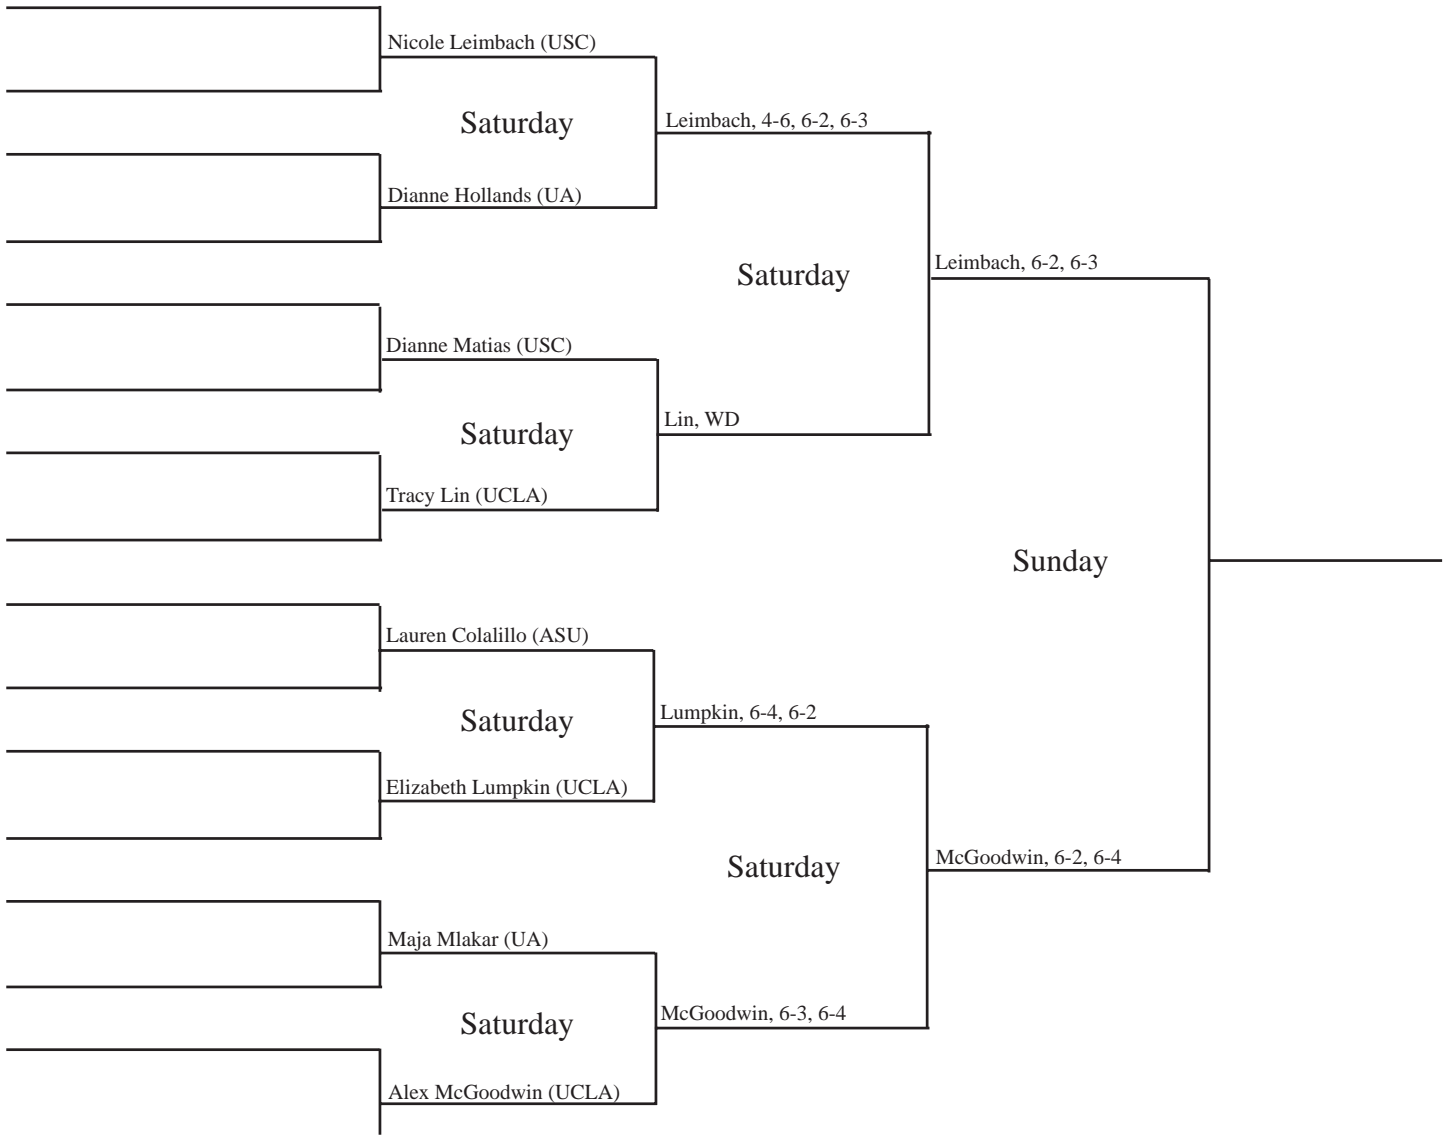 Nicole Leimbach (USC)
Saturday
Leimbach, 4-6, 6-2, 6-3
Dianne Hollands (UA)
Saturday
Leimbach, 6-2, 6-3
Dianne Matias (USC)
Saturday
Lin, WD
Tracy Lin (UCLA)
Sunday
Lauren Colalillo (ASU)
Saturday
Lumpkin, 6-4, 6-2
Elizabeth Lumpkin (UCLA)
Saturday
McGoodwin, 6-2, 6-4
Maja Mlakar (UA)
Saturday
McGoodwin, 6-3, 6-4
Alex McGoodwin (UCLA)